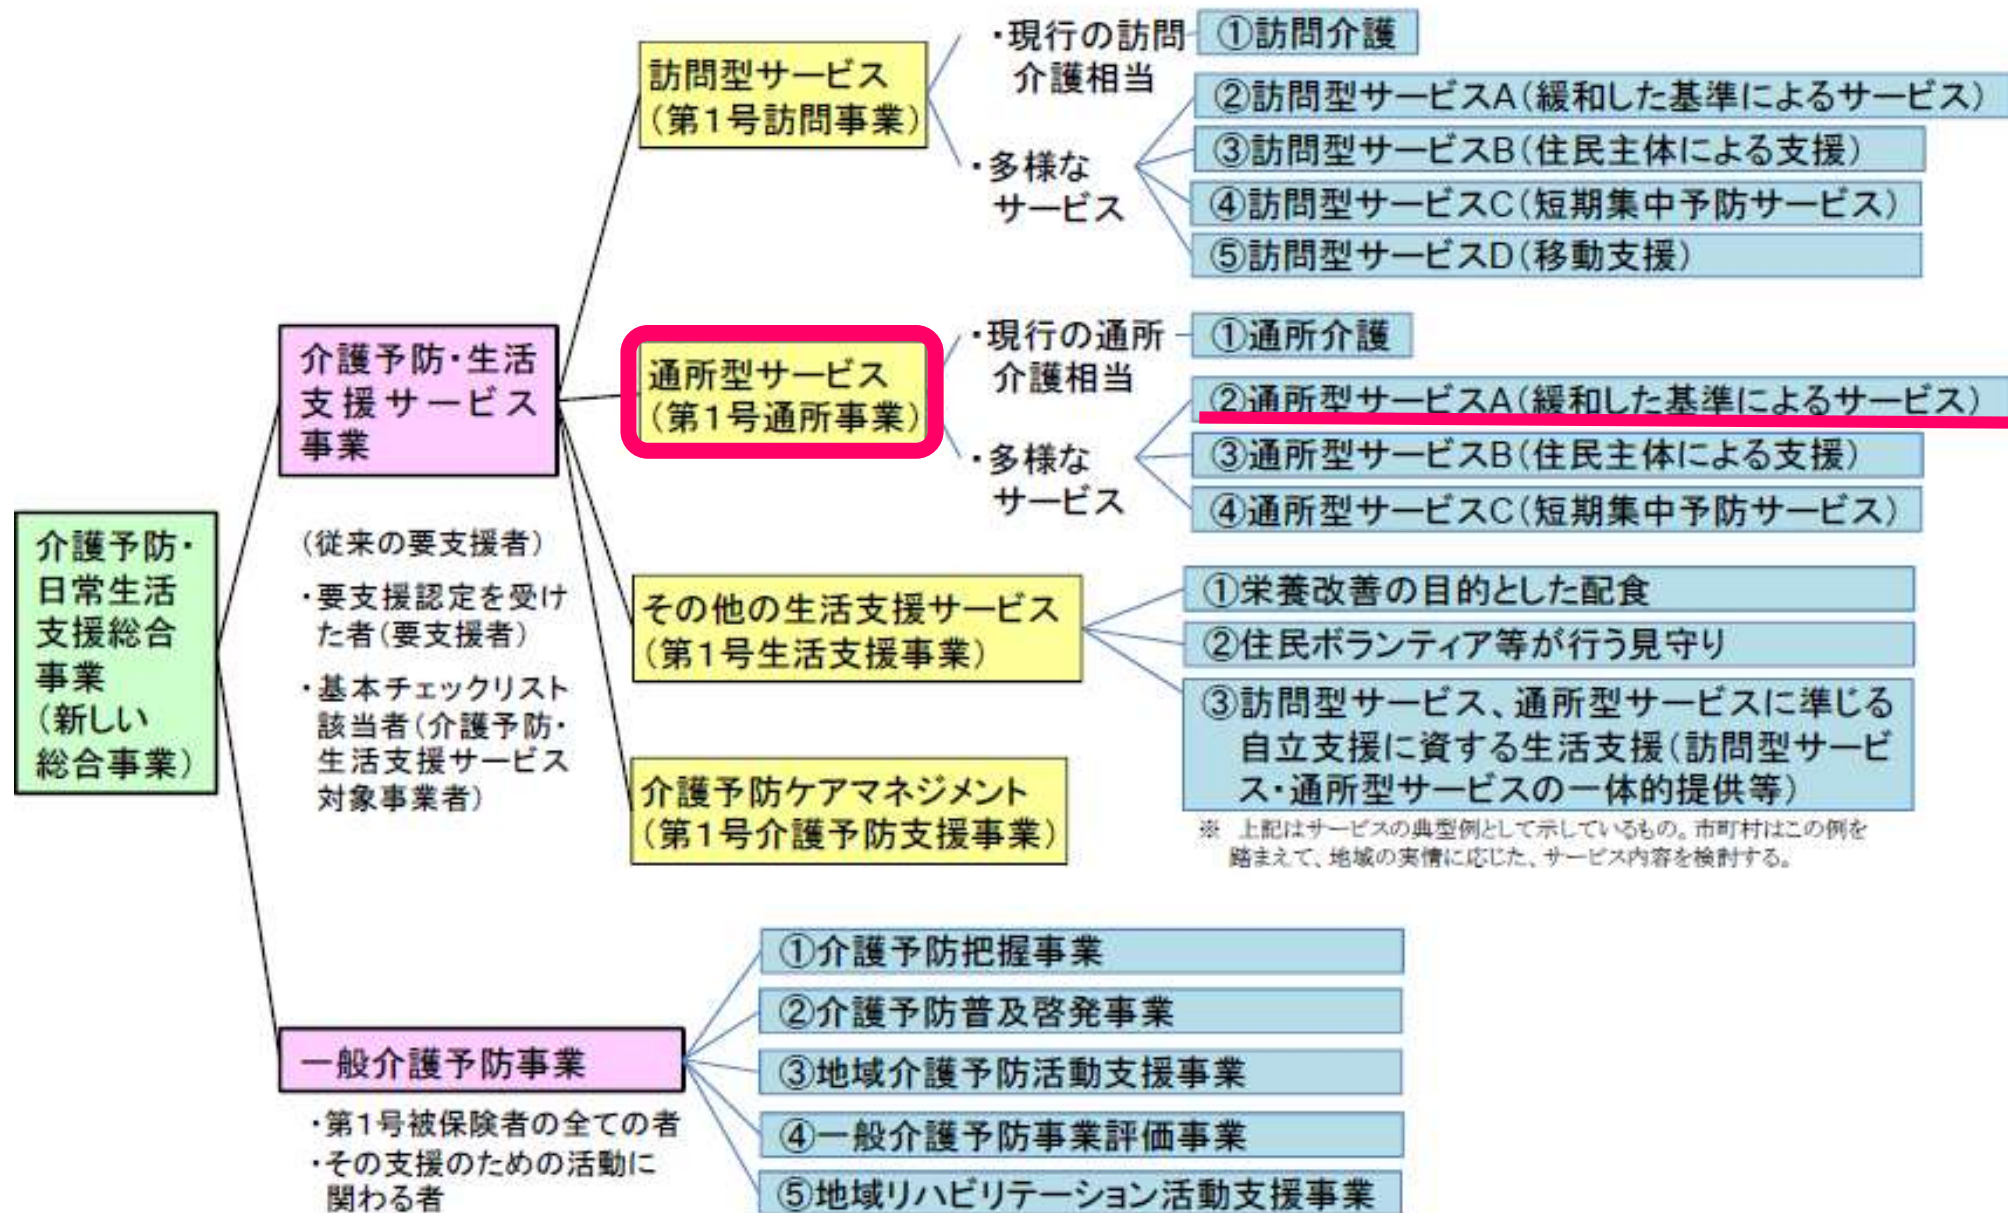 介護予防・
日常生活
支援総合
事業
(新しい
総合事業)
介護予防・生活
支援サービス
事業
(従来の要支援者)
・要支援認定を受け
た者(要支援者)
・基本チェックリスト
該当者(介護予防・
生活支援サービス
対象事業者)
訪問型サービス
(第1号訪問事業)
・現行の訪問
介護相当
①訪問介護
・多様な
サービス
②訪問型サービスA(緩和した基準によるサービス)
③訪問型サービスB(住民主体による支援)
④訪問型サービスC(短期集中予防サービス)
⑤訪問型サービスD(移動支援)
通所型サービス
(第1号通所事業)
・現行の通所
介護相当
①通所介護
・多様な
サービス
②通所型サービスA(緩和した基準によるサービス)
③通所型サービスB(住民主体による支援)
④通所型サービスC(短期集中予防サービス)
その他の生活支援サービス
(第1号生活支援事業)
①栄養改善の目的とした配食
②住民ボランティア等が行う見守り
③訪問型サービス、通所型サービスに準じる
自立支援に資する生活支援(訪問型サービ
ス・通所型サービスの一体的提供等)
※ 上記はサービスの典型例として示しているもの。市町村はこの例を
踏まえて、地域の実情に応じた、サービス内容を検討する。
介護予防ケアマネジメント
(第1号介護予防支援事業)
一般介護予防事業
・第1号被保険者の全ての者
・その支援のための活動に
関わる者
①介護予防把握事業
②介護予防普及啓発事業
③地域介護予防活動支援事業
④一般介護予防事業評価事業
⑤地域リハビリテーション活動支援事業